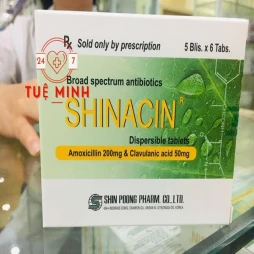 Rx Sold only by prescription
5 Blis. x 6 Tabs.
24 7
TUỆ MINH
Broad spectrum antibiotics
SHINACIN®
Dispersible tablets
Amoxicillin 200mg & Clavulanic acid 50mg
SHIN POONG PHARM. CO., LTD.